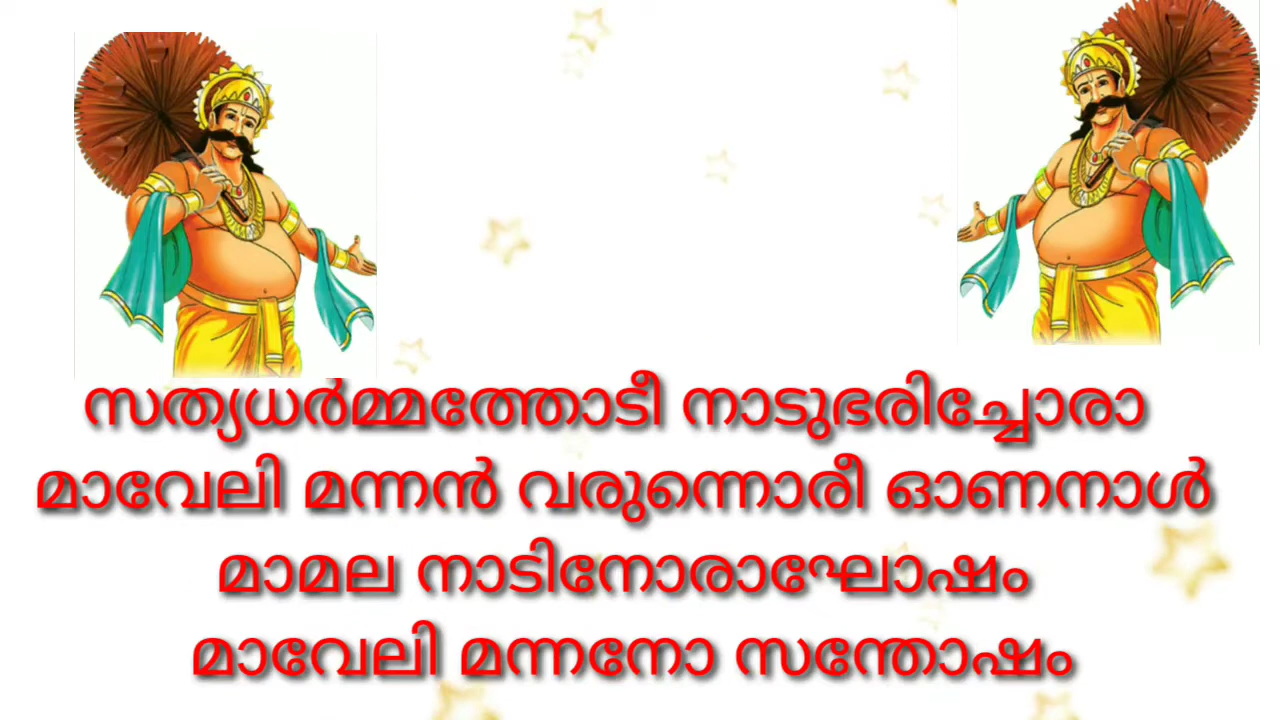 സത്യധർമ്മത്തോടീ നാടുഭരിച്ചോരാ
മാവേലി മന്നൻ വരുന്നൊരീ ഓണനാൾ
മാമല നാടിനോരാഘോഷം
മാവേലി മന്നനോ സന്തോഷം